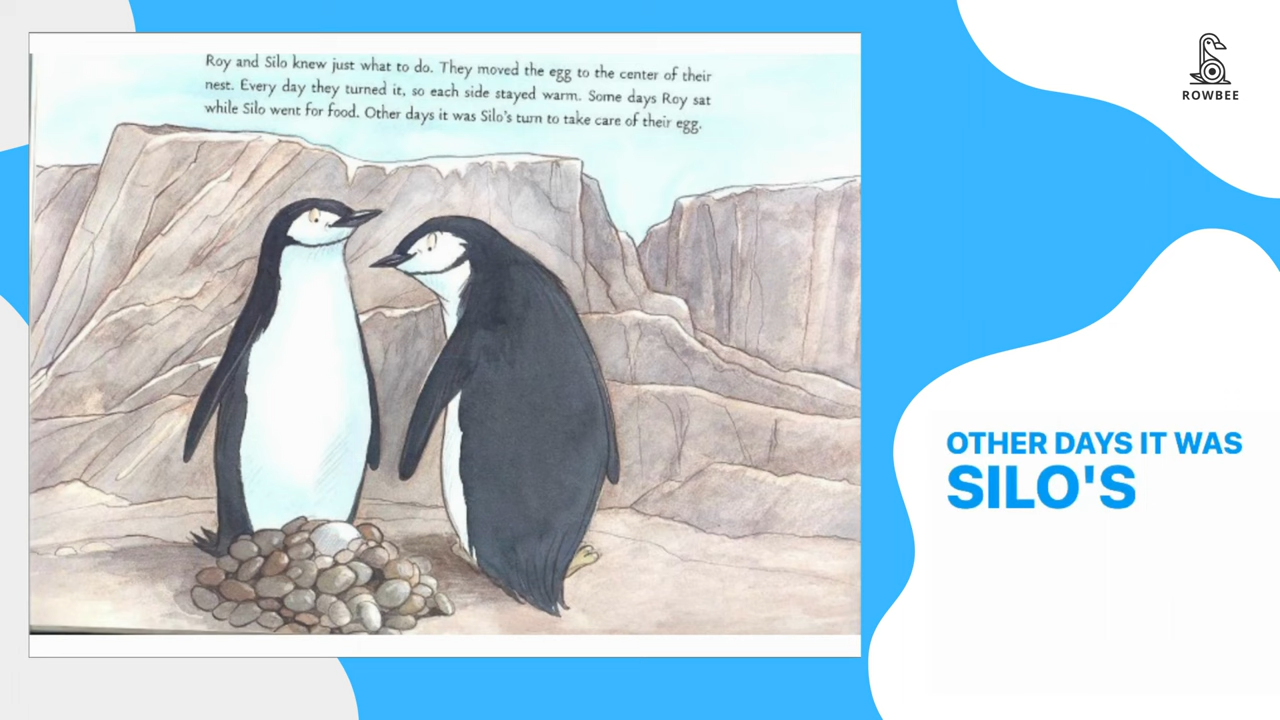 Roy and Silo knew just what to do. They moved the egg to the center of their
nest. Every day they turned it, so each side stayed warm. Some days Roy sat
while Silo went for food. Other days it was Silo's turn to take care of their egg.
ROWBEE
OTHER DAYS IT WAS
SILO'S